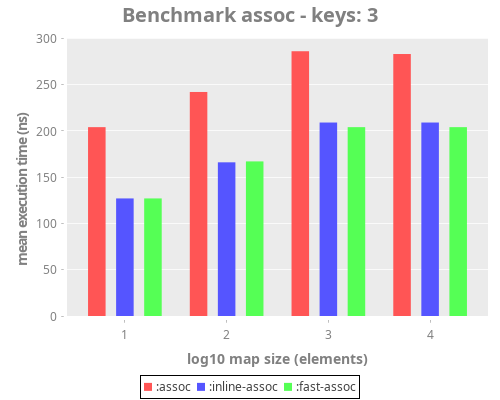 Benchmark assoc - keys: 3
mean execution time (ns)
300
250
200
150
100
50
0
1 2 3 4
log10 map size (elements)
:assoc :inline-assoc :fast-assoc